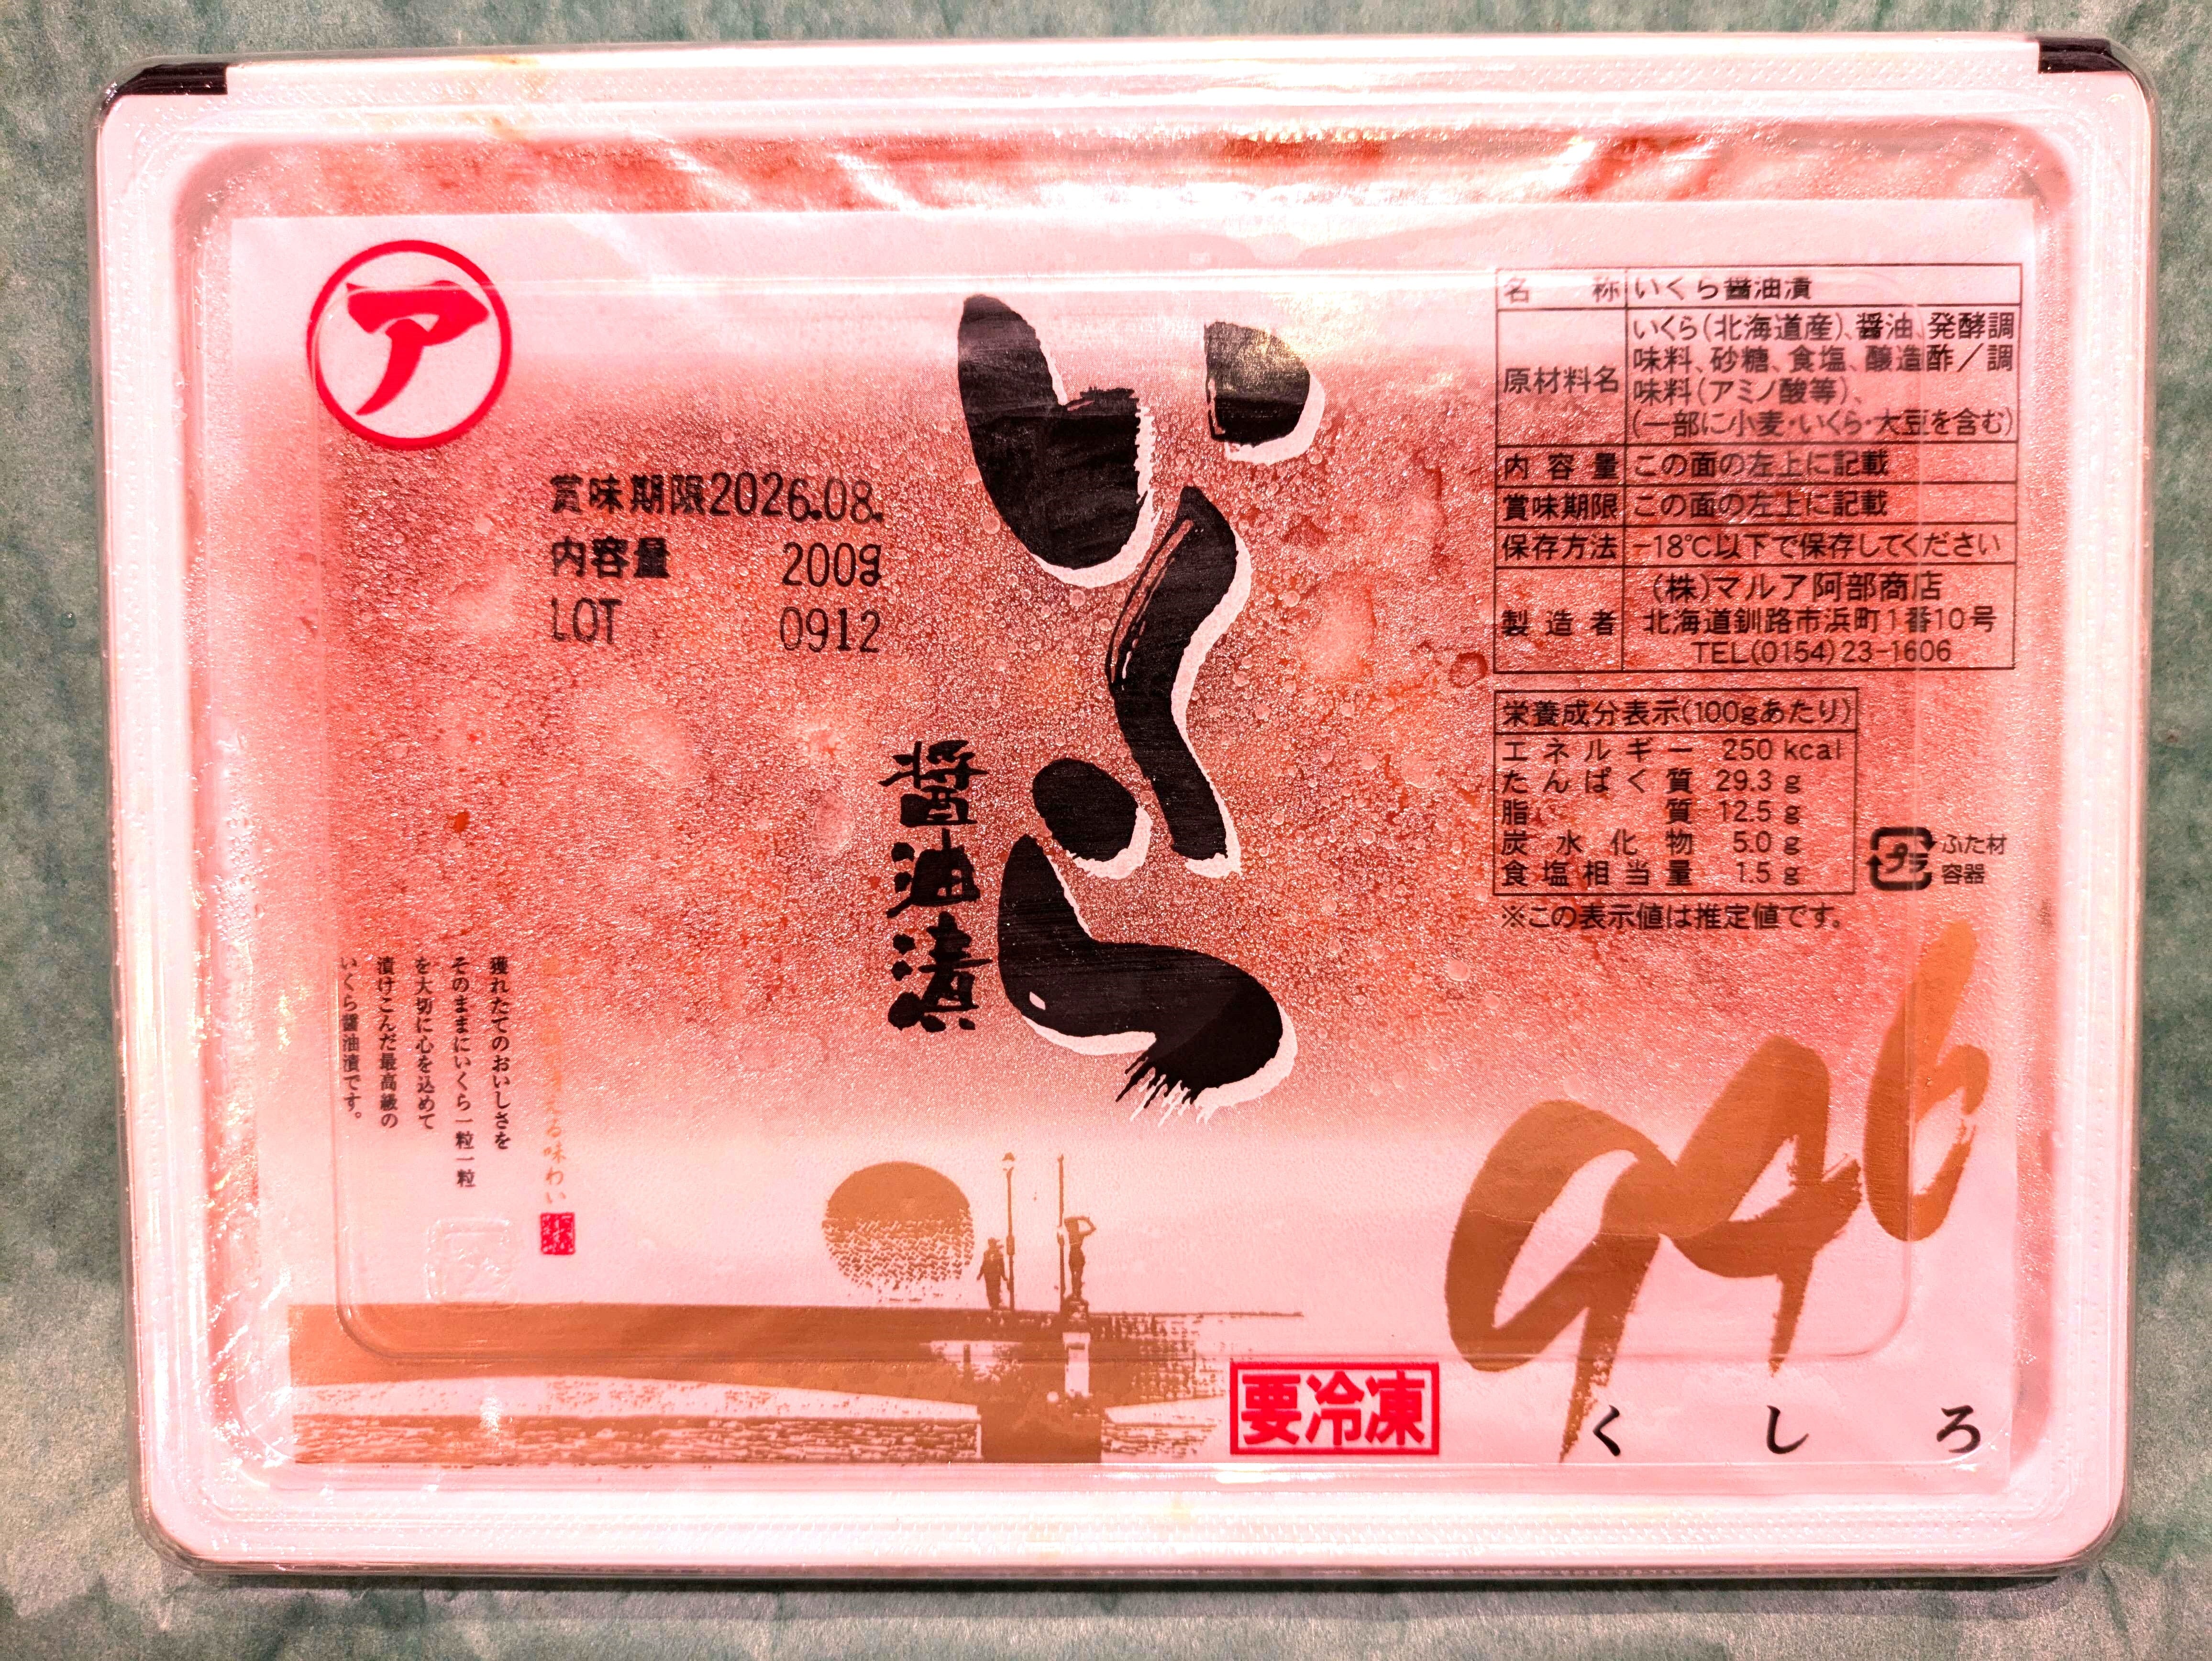 ア
賞味期限2026.08.
内容量 200g
LOT 0912
いくら
醤油漬
名称 いくら醤油漬
原材料名 いくら(北海道産)、醤油、発酵調
味料、砂糖、食塩、醸造酢／調
味料(アミノ酸等)、
(一部に小麦・いくら・大豆を含む)
内容量 この面の左上に記載
賞味期限 この面の左上に記載
保存方法 -18℃以下で保存してください
製造者 (株)マルア阿部商店
北海道釧路市浜町1番10号
TEL(0154)23-1606
栄養成分表示(100gあたり)
エネルギー 250 kcal
たんぱく質 29.3 g
脂質 12.5 g
炭水化物 5.0 g
食塩相当量 1.5 g
※この表示値は推定値です。
プラ
ふた材
容器
える味わい
獲れたてのおいしさを
そのままにいくら一粒一粒
を大切に心を込めて
漬けこんだ最高級の
いくら醤油漬です。
946
くしろ
要冷凍